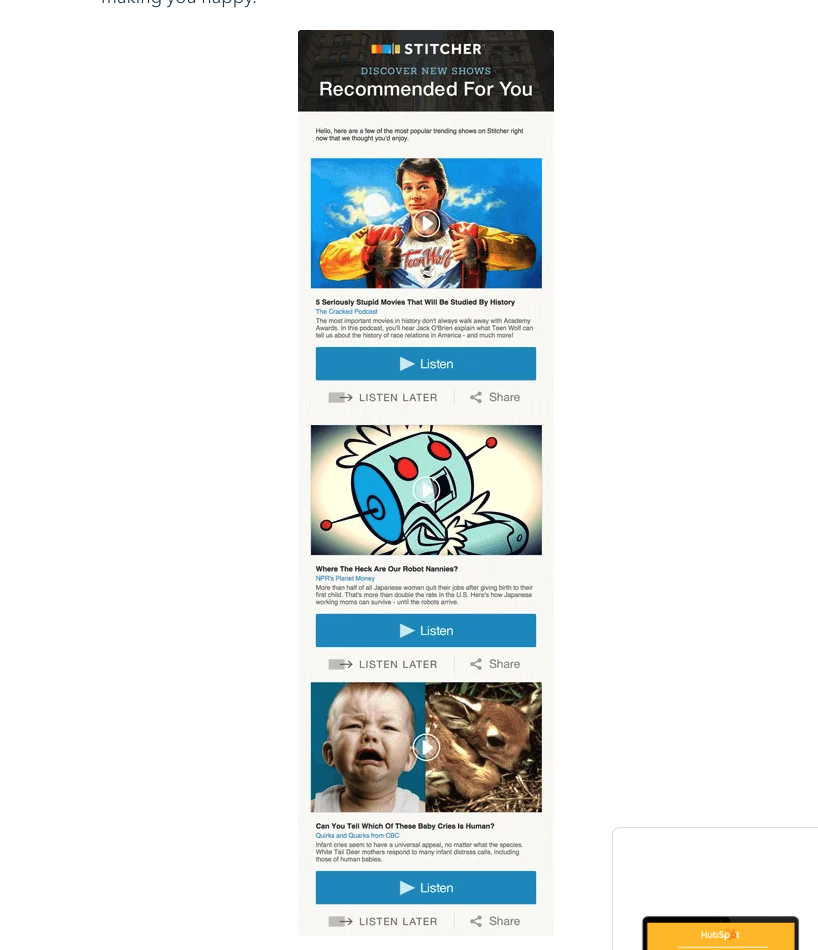 making you happy.
STITCHER
DISCOVER NEW SHOWS
Recommended For You
Hello, here are a few of the most popular trending shows on Stitcher right
now that we thought you'd enjoy.
Teen Wolf
5 Seriously Stupid Movies That Will Be Studied By History
The Cracked Podcast
The most important movies in history don't always walk away with Academy
Awards. In this podcast, you'll hear Jack O'Brien explain what Teen Wolf can
tell us about the history of race relations in America - and much more!
Listen
LISTEN LATER
Share
Where The Heck Are Our Robot Nannies?
NPR's Planet Money
More than half of all Japanese women quit their jobs after giving birth to their
first child. That's more than double the rate in the U.S. Here's how Japanese
working moms can survive - until the robots arrive.
Listen
LISTEN LATER
Share
Can You Tell Which Of These Baby Cries Is Human?
Quirks and Quarks from CBC
Infant cries seem to have a universal appeal, no matter what the species.
White Tail Deer mothers respond to many infant distress calls, including
those of human babies.
Listen
LISTEN LATER
Share
HubSpot